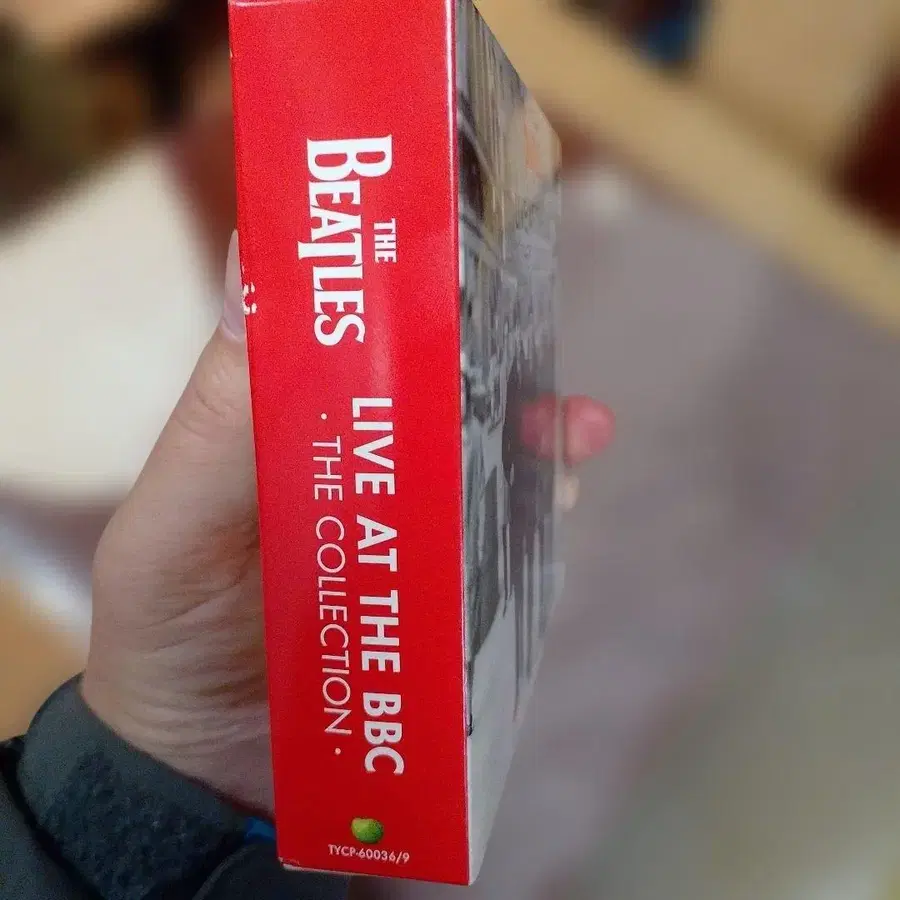 THE
BEATLES
LIVE AT THE BBC
· THE COLLECTION ·
TYCP-60036/9